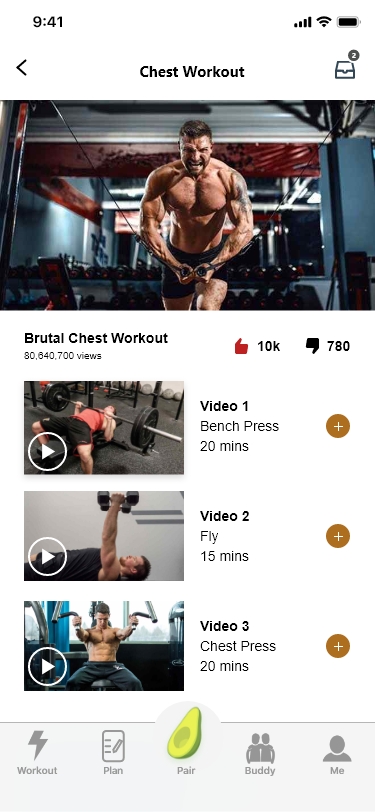 9:41
Chest Workout
2
Brutal Chest Workout
80,640,700 views
10k
780
Video 1
Bench Press
20 mins
Video 2
Fly
15 mins
Video 3
Chest Press
20 mins
Workout
Plan
Pair
Buddy
Me